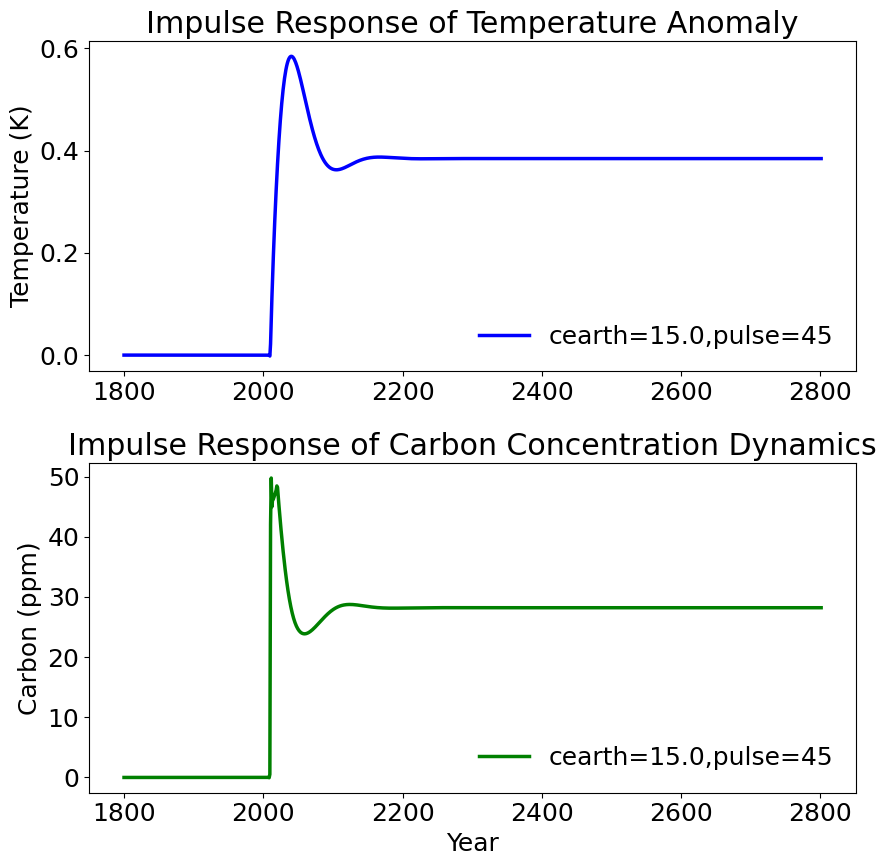 Impulse Response of Temperature Anomaly
Temperature (K)
0.6
0.4
0.2
0.0
cearth=15.0,pulse=45
1800 2000 2200 2400 2600 2800
Impulse Response of Carbon Concentration Dynamics
Carbon (ppm)
50
40
30
20
10
0
cearth=15.0,pulse=45
1800 2000 2200 2400 2600 2800
Year